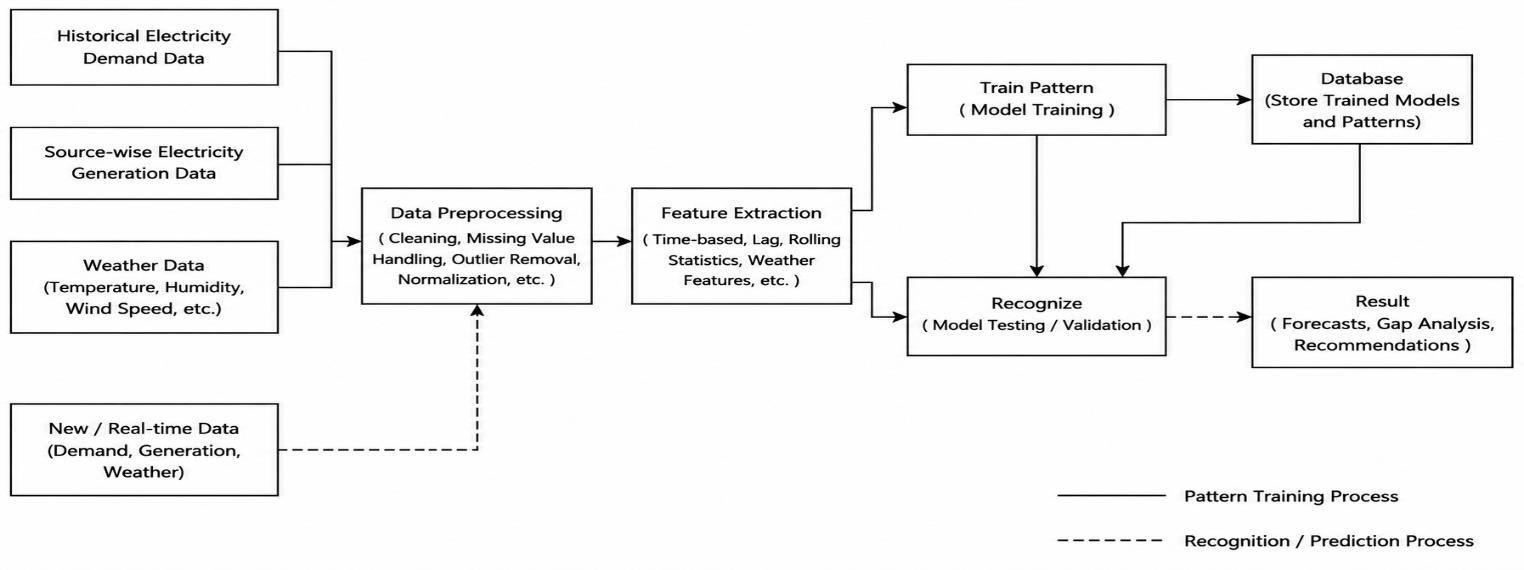 Historical Electricity
Demand Data
Source-wise Electricity
Generation Data
Weather Data
(Temperature, Humidity,
Wind Speed, etc.)
New / Real-time Data
(Demand, Generation,
Weather)
Data Preprocessing
( Cleaning, Missing Value
Handling, Outlier Removal,
Normalization, etc. )
Feature Extraction
( Time-based, Lag, Rolling
Statistics, Weather
Features, etc. )
Train Pattern
( Model Training )
Database
(Store Trained Models
and Patterns)
Recognize
( Model Testing / Validation )
Result
( Forecasts, Gap Analysis,
Recommendations )
Pattern Training Process
Recognition / Prediction Process